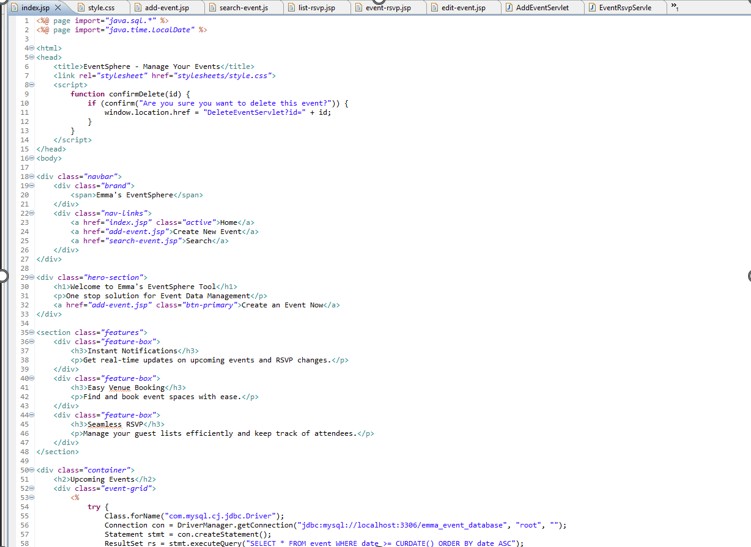 index.jsp style.css add-event.jsp search-event.js list-rsvp.jsp event-rsvp.jsp edit-event.jsp AddEventServlet EventRsvpServle »₁
1 <%@ page import="java.sql.*" %>
2 <%@ page import="java.time.LocalDate" %>
3
4 <html>
5 <head>
6 <title>EventSphere - Manage Your Events</title>
7 <link rel="stylesheet" href="stylesheets/style.css">
8 <script>
9 function confirmDelete(id) {
10 if (confirm("Are you sure you want to delete this event?")) {
11 window.location.href = "DeleteEventServlet?id=" + id;
12 }
13 }
14 </script>
15 </head>
16 <body>
17
18 <div class="navbar">
19 <div class="brand">
20 <span>Emma's EventSphere</span>
21 </div>
22 <div class="nav-links">
23 <a href="index.jsp" class="active">Home</a>
24 <a href="add-event.jsp">Create New Event</a>
25 <a href="search-event.jsp">Search</a>
26 </div>
27 </div>
28
29 <div class="hero-section">
30 <h1>Welcome to Emma's EventSphere Tool</h1>
31 <p>One stop solution for Event Data Management</p>
32 <a href="add-event.jsp" class="btn-primary">Create an Event Now</a>
33 </div>
34
35 <section class="features">
36 <div class="feature-box">
37 <h3>Instant Notifications</h3>
38 <p>Get real-time updates on upcoming events and RSVP changes.</p>
39 </div>
40 <div class="feature-box">
41 <h3>Easy Venue Booking</h3>
42 <p>Find and book event spaces with ease.</p>
43 </div>
44 <div class="feature-box">
45 <h3>Seamless RSVP</h3>
46 <p>Manage your guest lists efficiently and keep track of attendees.</p>
47 </div>
48 </section>
49
50 <div class="container">
51 <h2>Upcoming Events</h2>
52 <div class="event-grid">
53 <%
54 try {
55 Class.forName("com.mysql.cj.jdbc.Driver");
56 Connection con = DriverManager.getConnection("jdbc:mysql://localhost:3306/emma_event_database", "root", "");
57 Statement stmt = con.createStatement();
58 ResultSet rs = stmt.executeQuery("SELECT * FROM event WHERE date_>= CURDATE() ORDER BY date ASC");